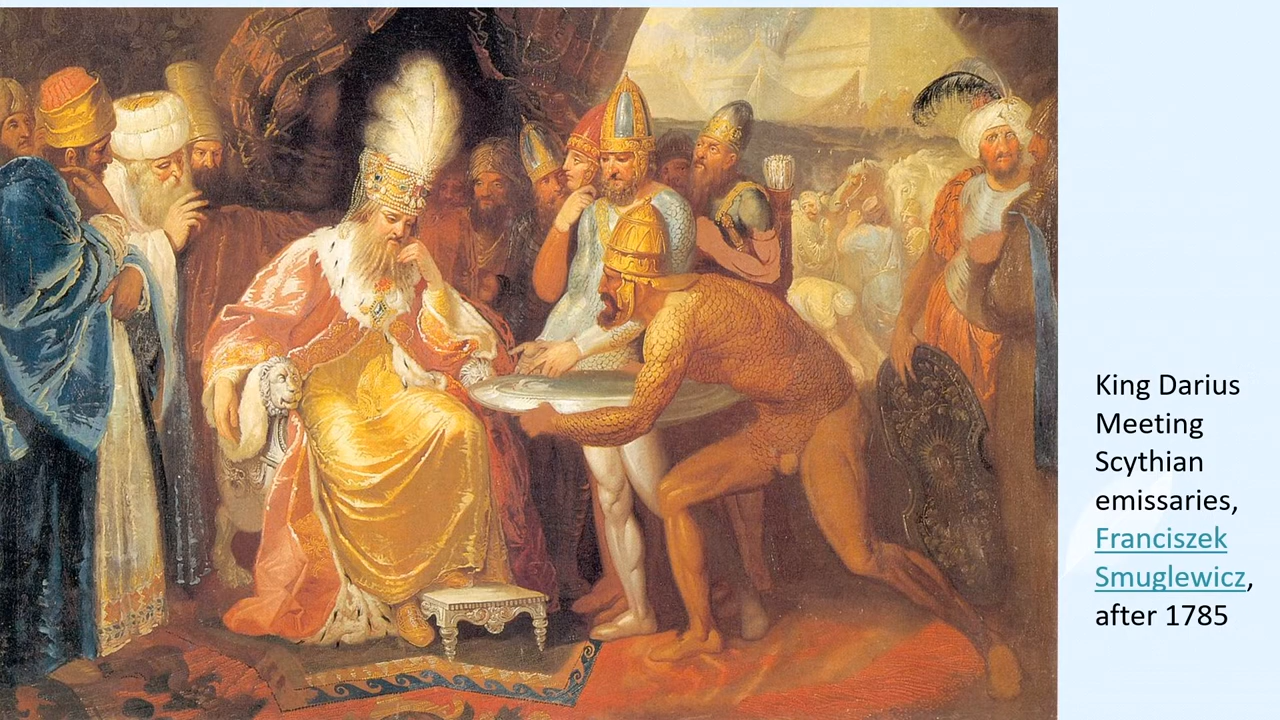 King Darius
Meeting
Scythian
emissaries,
Franciszek
Smuglewicz,
after 1785